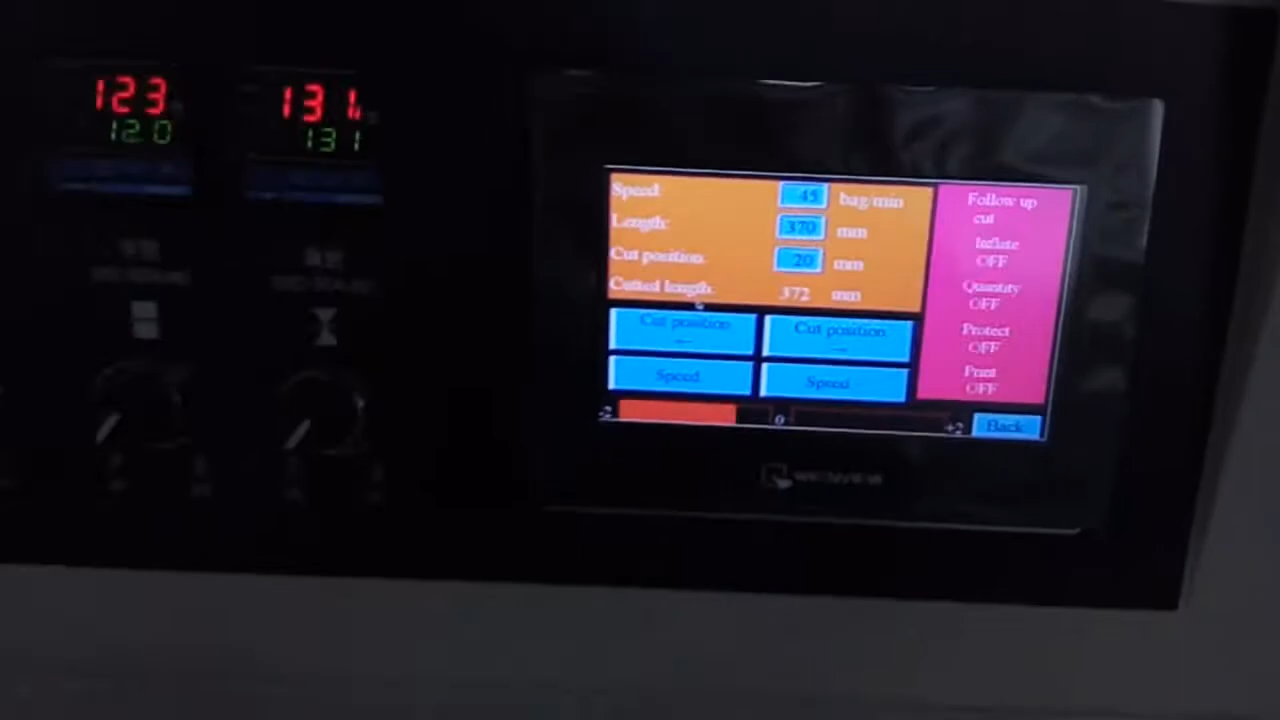 123
120
131
131
Speed: 45 bag/min
Length: 370 mm
Cut position: 20 mm
Cutted length: 372 mm
Follow up
cut
Inflate
OFF
Quantity
OFF
Protect
OFF
Print
OFF
Cut position
←
Cut position
→
Speed
Speed
-2 0 +2
Back